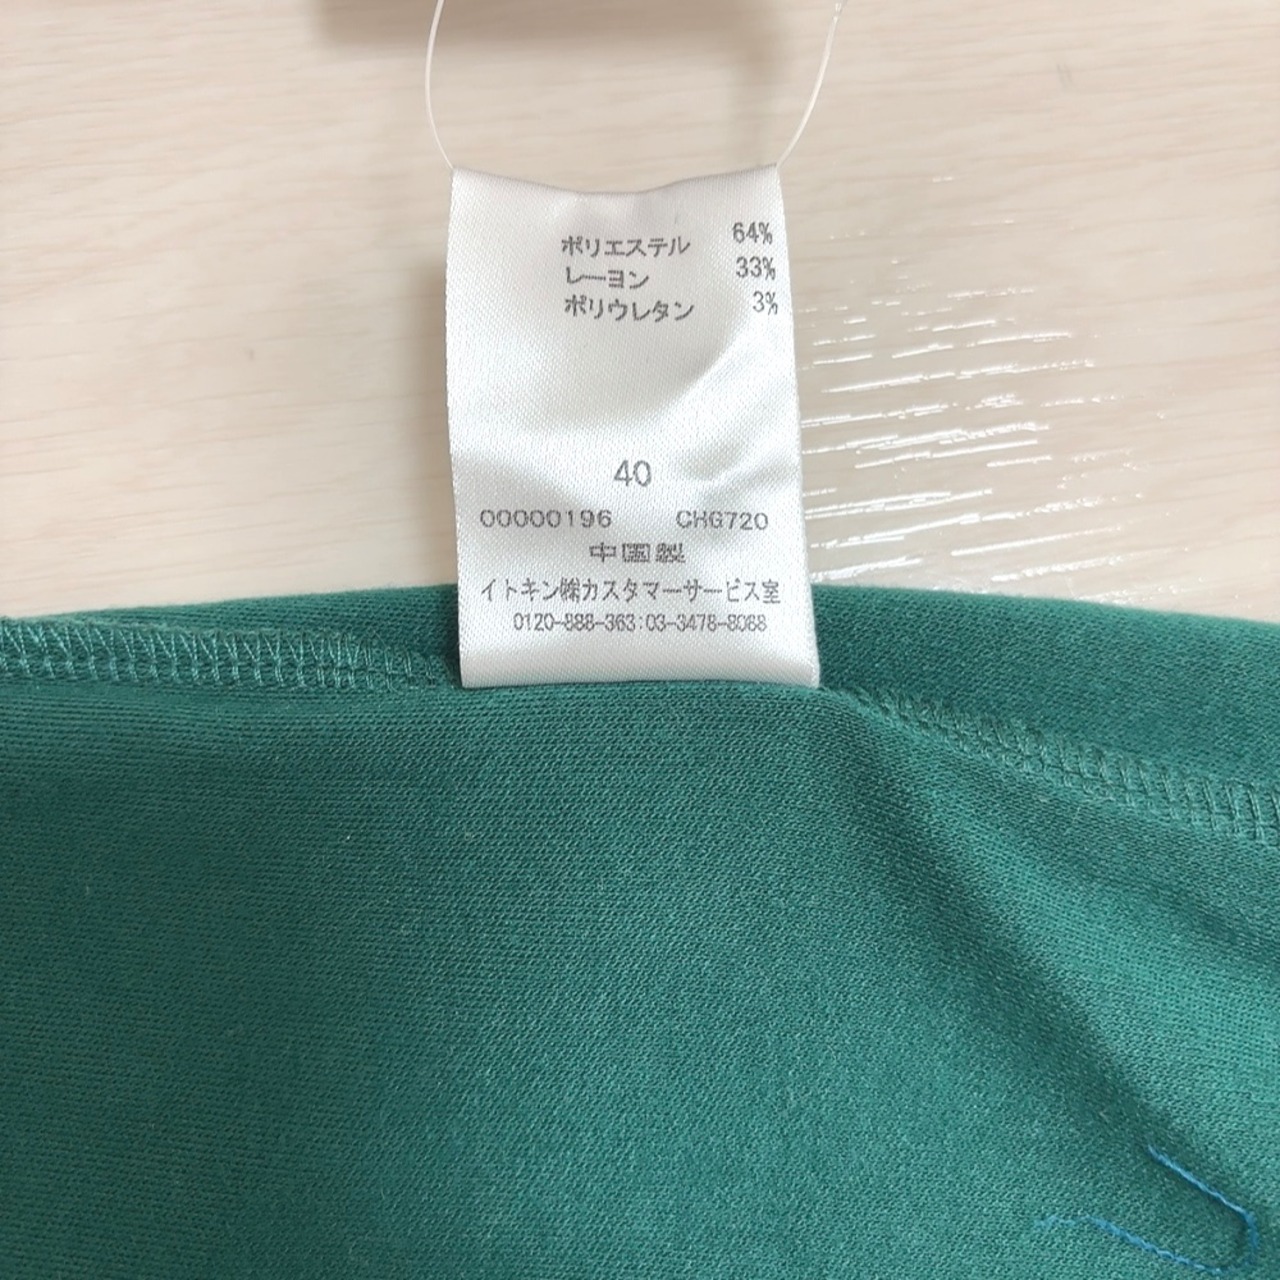 ポリエステル 64%
レーヨン 33%
ポリウレタン 3%
40
00000196 CHG720
中国製
イトキン㈱カスタマーサービス室
0120-888-363:03-3478-8088